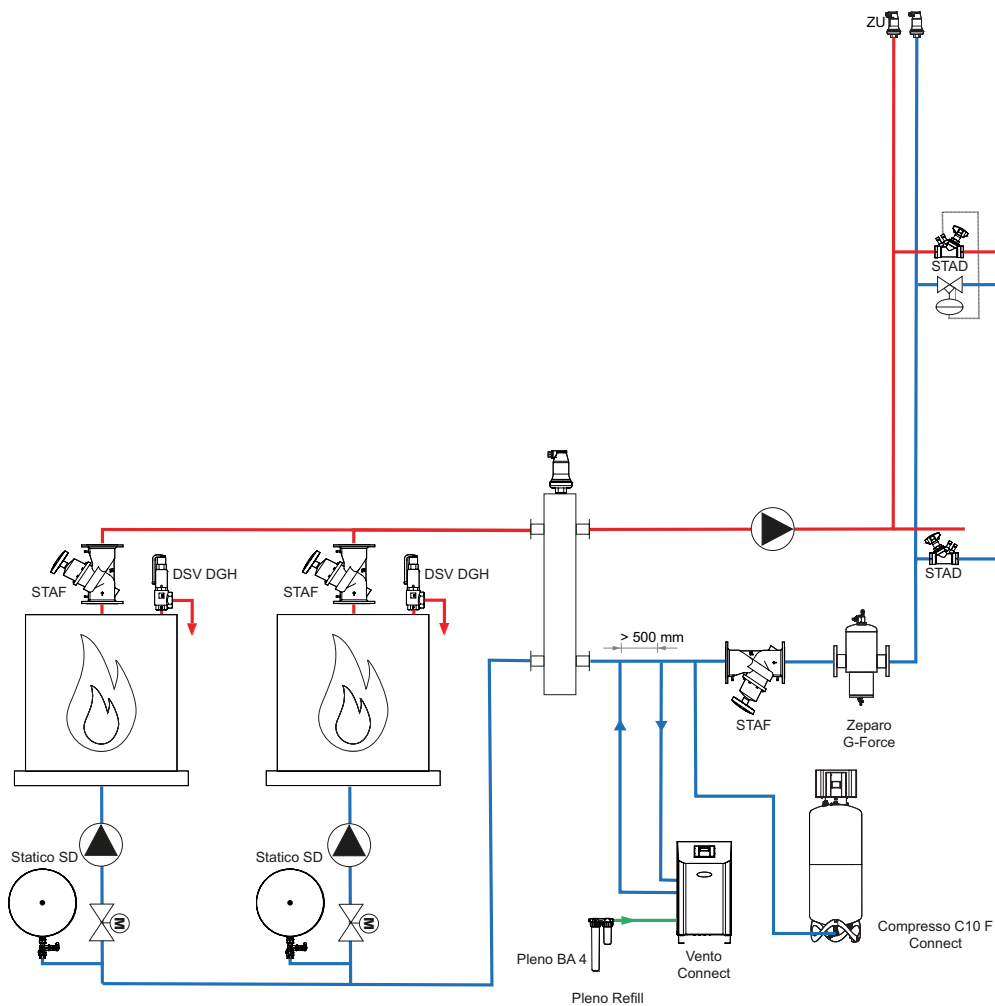 ZU
STAD
STAD
DSV DGH
DSV DGH
STAF
STAF
> 500 mm
STAF
Zeparo
G-Force
Statico SD
Statico SD
M
M
Compresso C10 F
Connect
Pleno BA 4
Vento
Connect
Pleno Refill